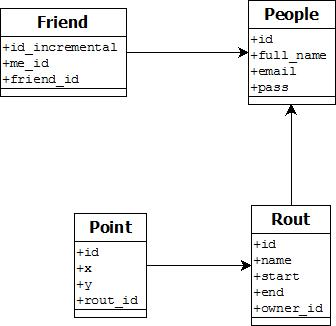 Friend
+id_incremental
+me_id
+friend_id
People
+id
+full_name
+email
+pass
Point
+id
+x
+y
+rout_id
Rout
+id
+name
+start
+end
+owner_id